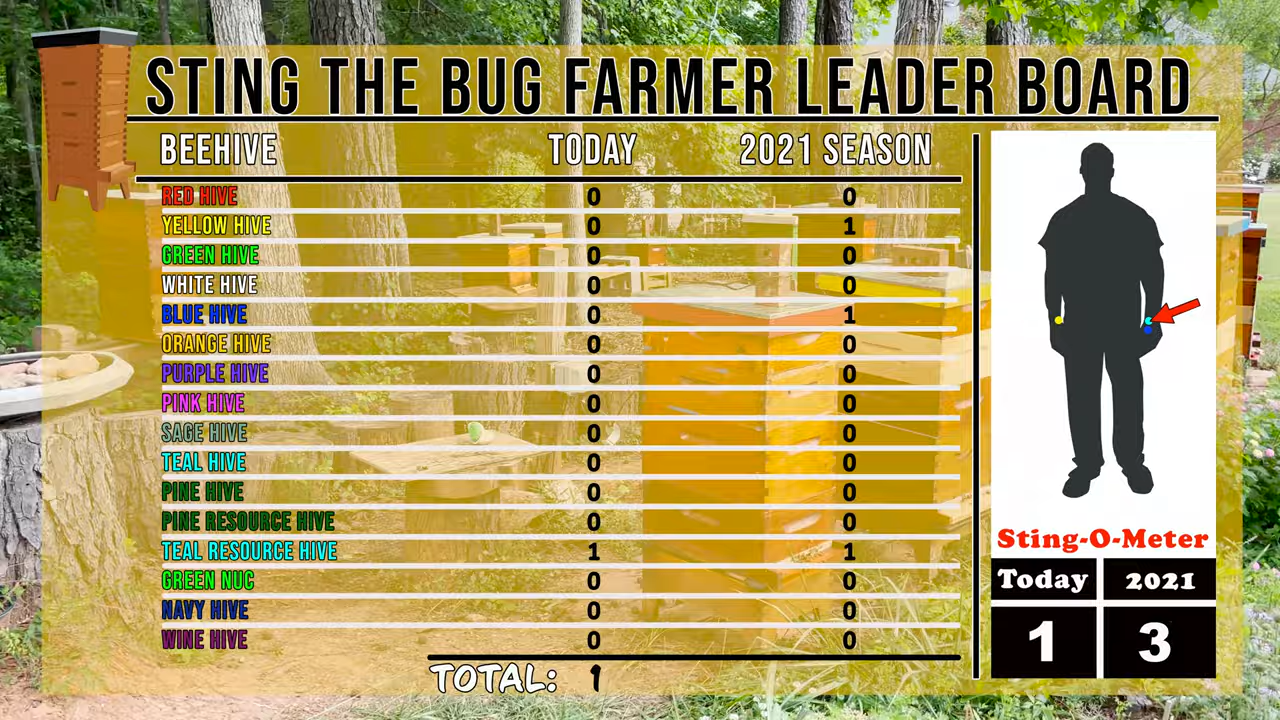 STING THE BUG FARMER LEADER BOARD
BEEHIVE TODAY 2021 SEASON
RED HIVE 0 0
YELLOW HIVE 0 1
GREEN HIVE 0 0
WHITE HIVE 0 0
BLUE HIVE 0 1
ORANGE HIVE 0 0
PURPLE HIVE 0 0
PINK HIVE 0 0
SAGE HIVE 0 0
TEAL HIVE 0 0
PINE HIVE 0 0
PINE RESOURCE HIVE 0 0
TEAL RESOURCE HIVE 1 1
GREEN NUC 0 0
NAVY HIVE 0 0
WINE HIVE 0 0
TOTAL: 1
Sting-O-Meter
Today 2021
1 3